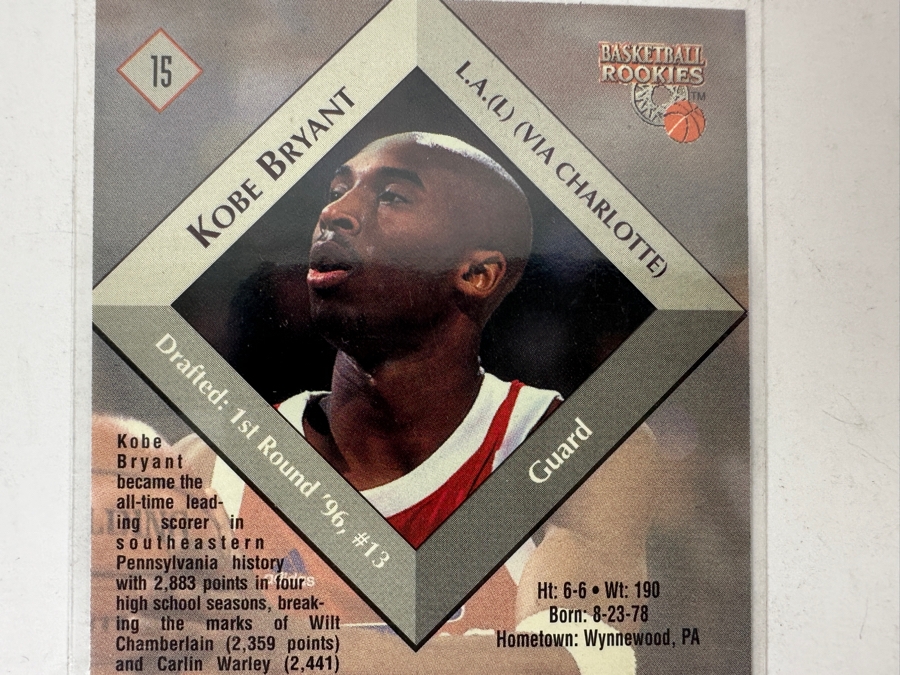 15
BASKETBALL
ROOKIES
TM
KOBE BRYANT
L.A.(L) (VIA CHARLOTTE)
Drafted: 1st Round '96, #13
Guard
Kobe
Bryant
became the
all-time lead-
ing scorer in
southeastern
Pennsylvania history
with 2,883 points in four
high school seasons, break-
ing the marks of Wilt
Chamberlain (2,359 points)
and Carlin Warley (2,441)
Ht: 6-6 • Wt: 190
Born: 8-23-78
Hometown: Wynnewood, PA